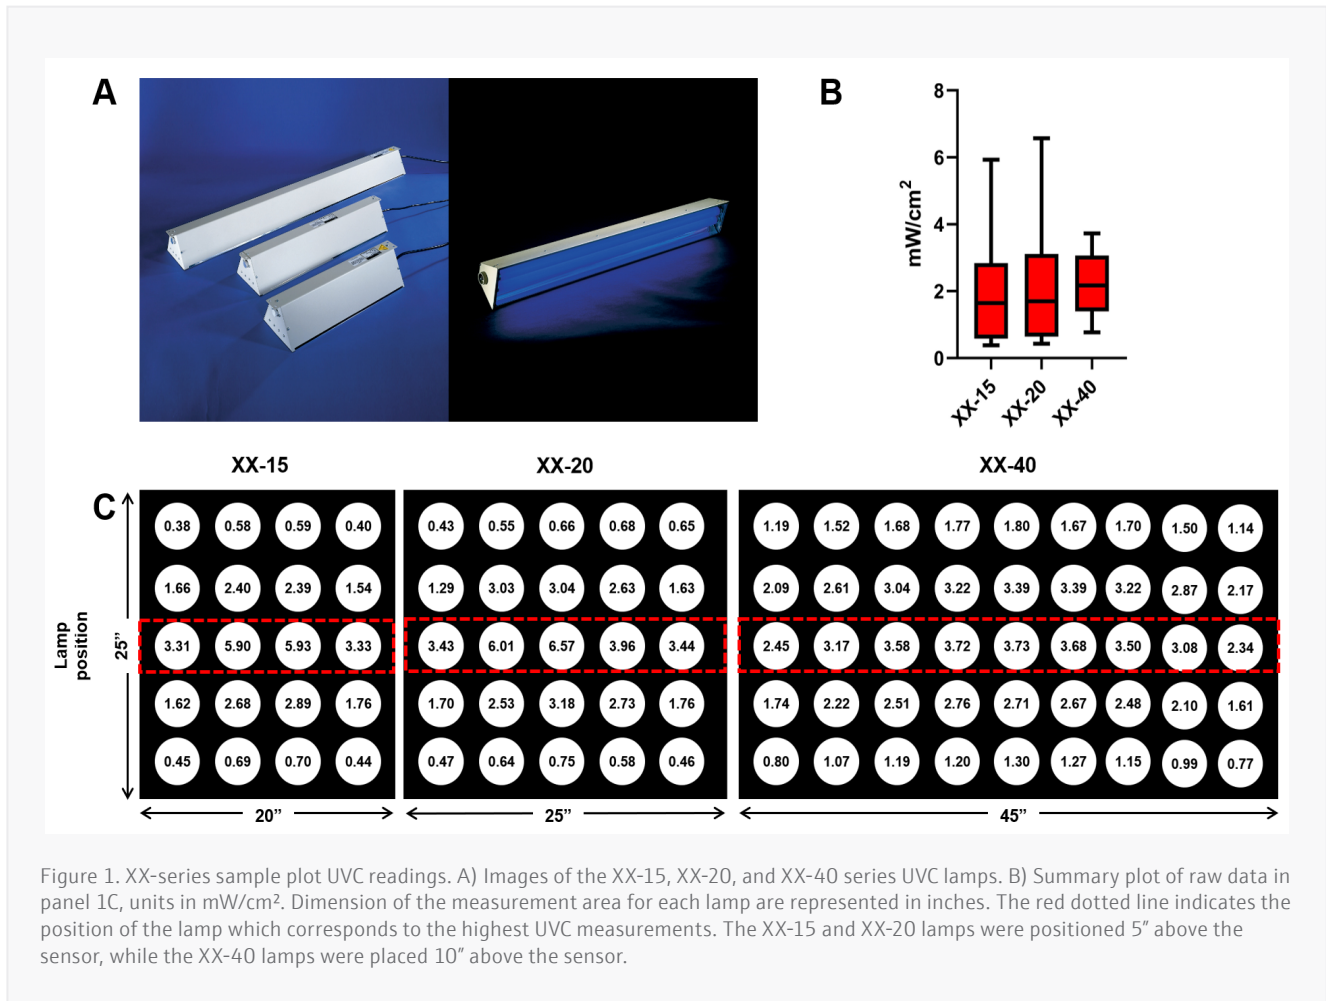 A
B
8
6
4
2
0
mW/cm²
XX-15
XX-20
XX-40
XX-15
XX-20
XX-40
C
Lamp
position
25”
0.38 0.58 0.59 0.40
1.66 2.40 2.39 1.54
3.31 5.90 5.93 3.33
1.62 2.68 2.89 1.76
0.45 0.69 0.70 0.44
20”
0.43 0.55 0.66 0.68 0.65
1.29 3.03 3.04 2.63 1.63
3.43 6.01 6.57 3.96 3.44
1.70 2.53 3.18 2.73 1.76
0.47 0.64 0.75 0.58 0.46
25”
1.19 1.52 1.68 1.77 1.80 1.67 1.70 1.50 1.14
2.09 2.61 3.04 3.22 3.39 3.39 3.22 2.87 2.17
2.45 3.17 3.58 3.72 3.73 3.68 3.50 3.08 2.34
1.74 2.22 2.51 2.76 2.71 2.67 2.48 2.10 1.61
0.80 1.07 1.19 1.20 1.30 1.27 1.15 0.99 0.77
45”
Figure 1. XX-series sample plot UVC readings. A) Images of the XX-15, XX-20, and XX-40 series UVC lamps. B) Summary plot of raw data in
panel 1C, units in mW/cm². Dimension of the measurement area for each lamp are represented in inches. The red dotted line indicates the
position of the lamp which corresponds to the highest UVC measurements. The XX-15 and XX-20 lamps were positioned 5” above the
sensor, while the XX-40 lamps were placed 10” above the sensor.